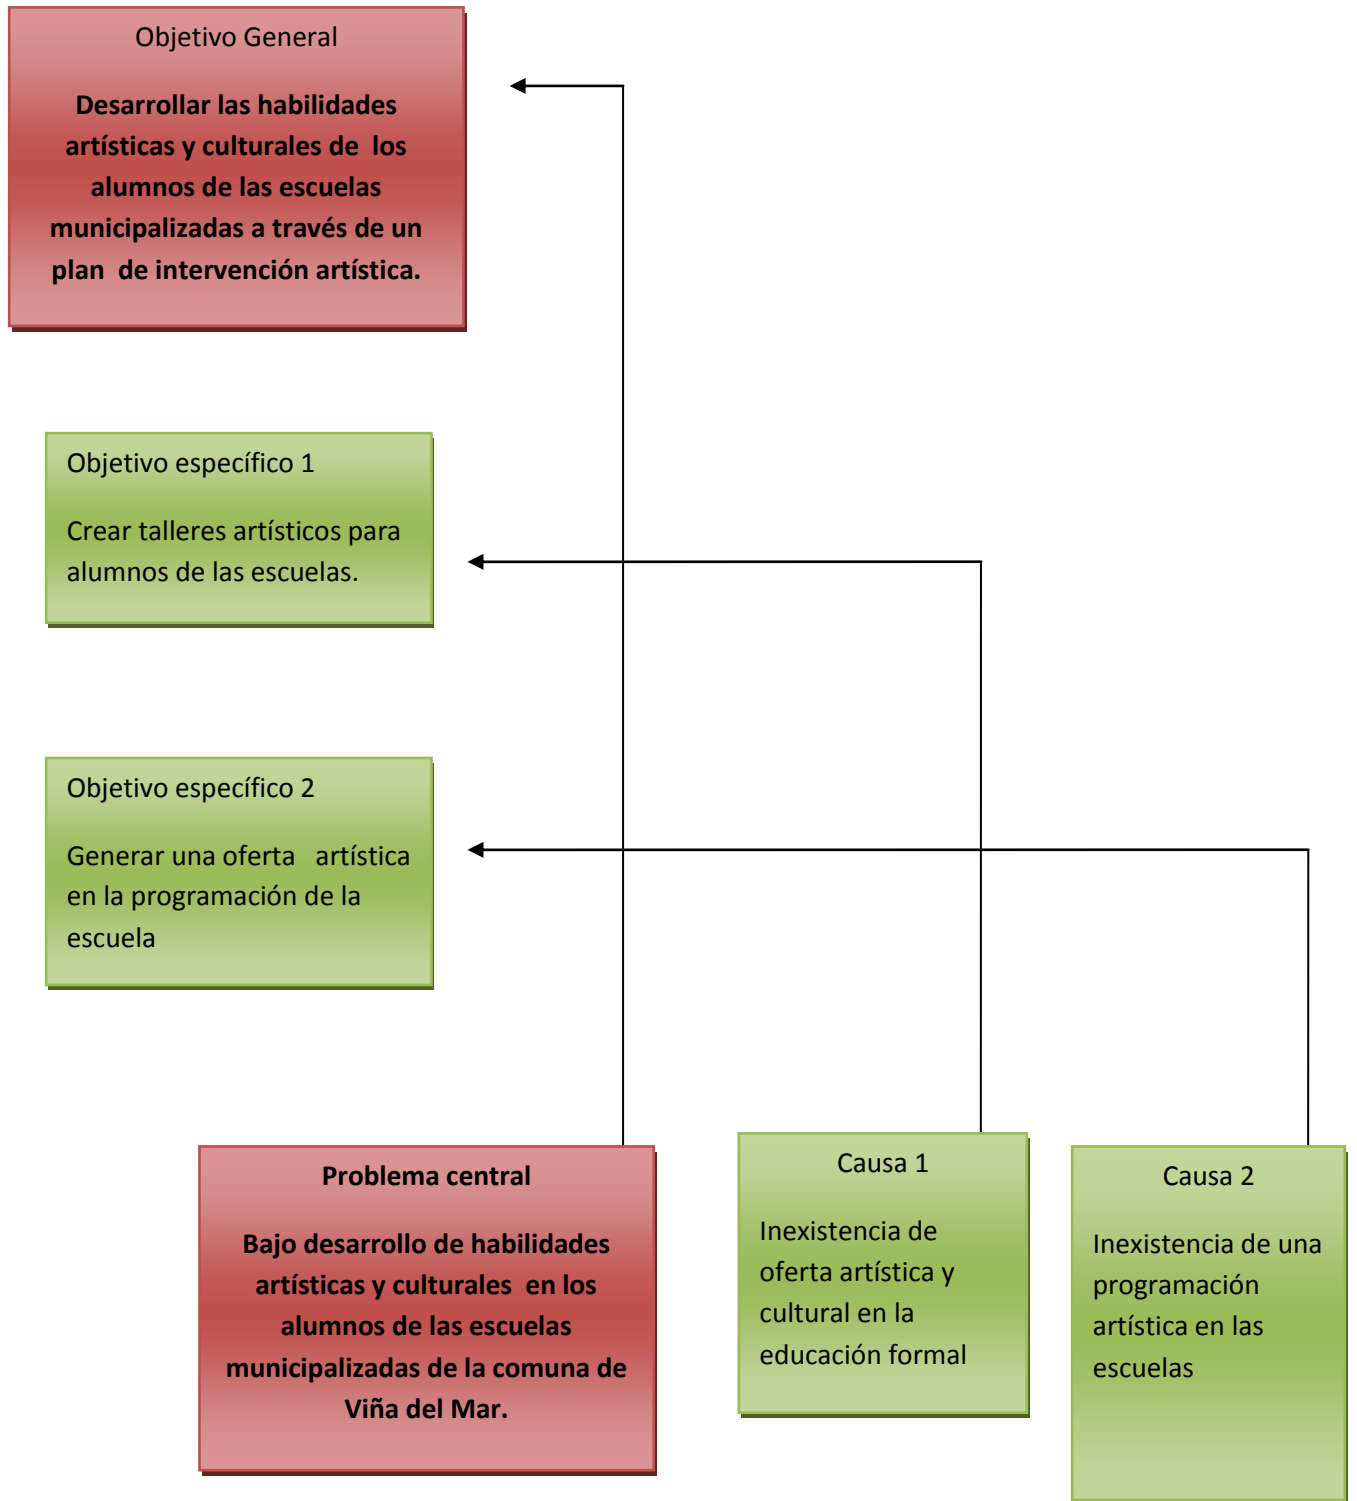 Objetivo General
Desarrollar las habilidades
artísticas y culturales de los
alumnos de las escuelas
municipalizadas a través de un
plan de intervención artística.
Objetivo específico 1
Crear talleres artísticos para
alumnos de las escuelas.
Objetivo específico 2
Generar una oferta artística
en la programación de la
escuela
Problema central
Bajo desarrollo de habilidades
artísticas y culturales en los
alumnos de las escuelas
municipalizadas de la comuna de
Viña del Mar.
Causa 1
Inexistencia de
oferta artística y
cultural en la
educación formal
Causa 2
Inexistencia de una
programación
artística en las
escuelas